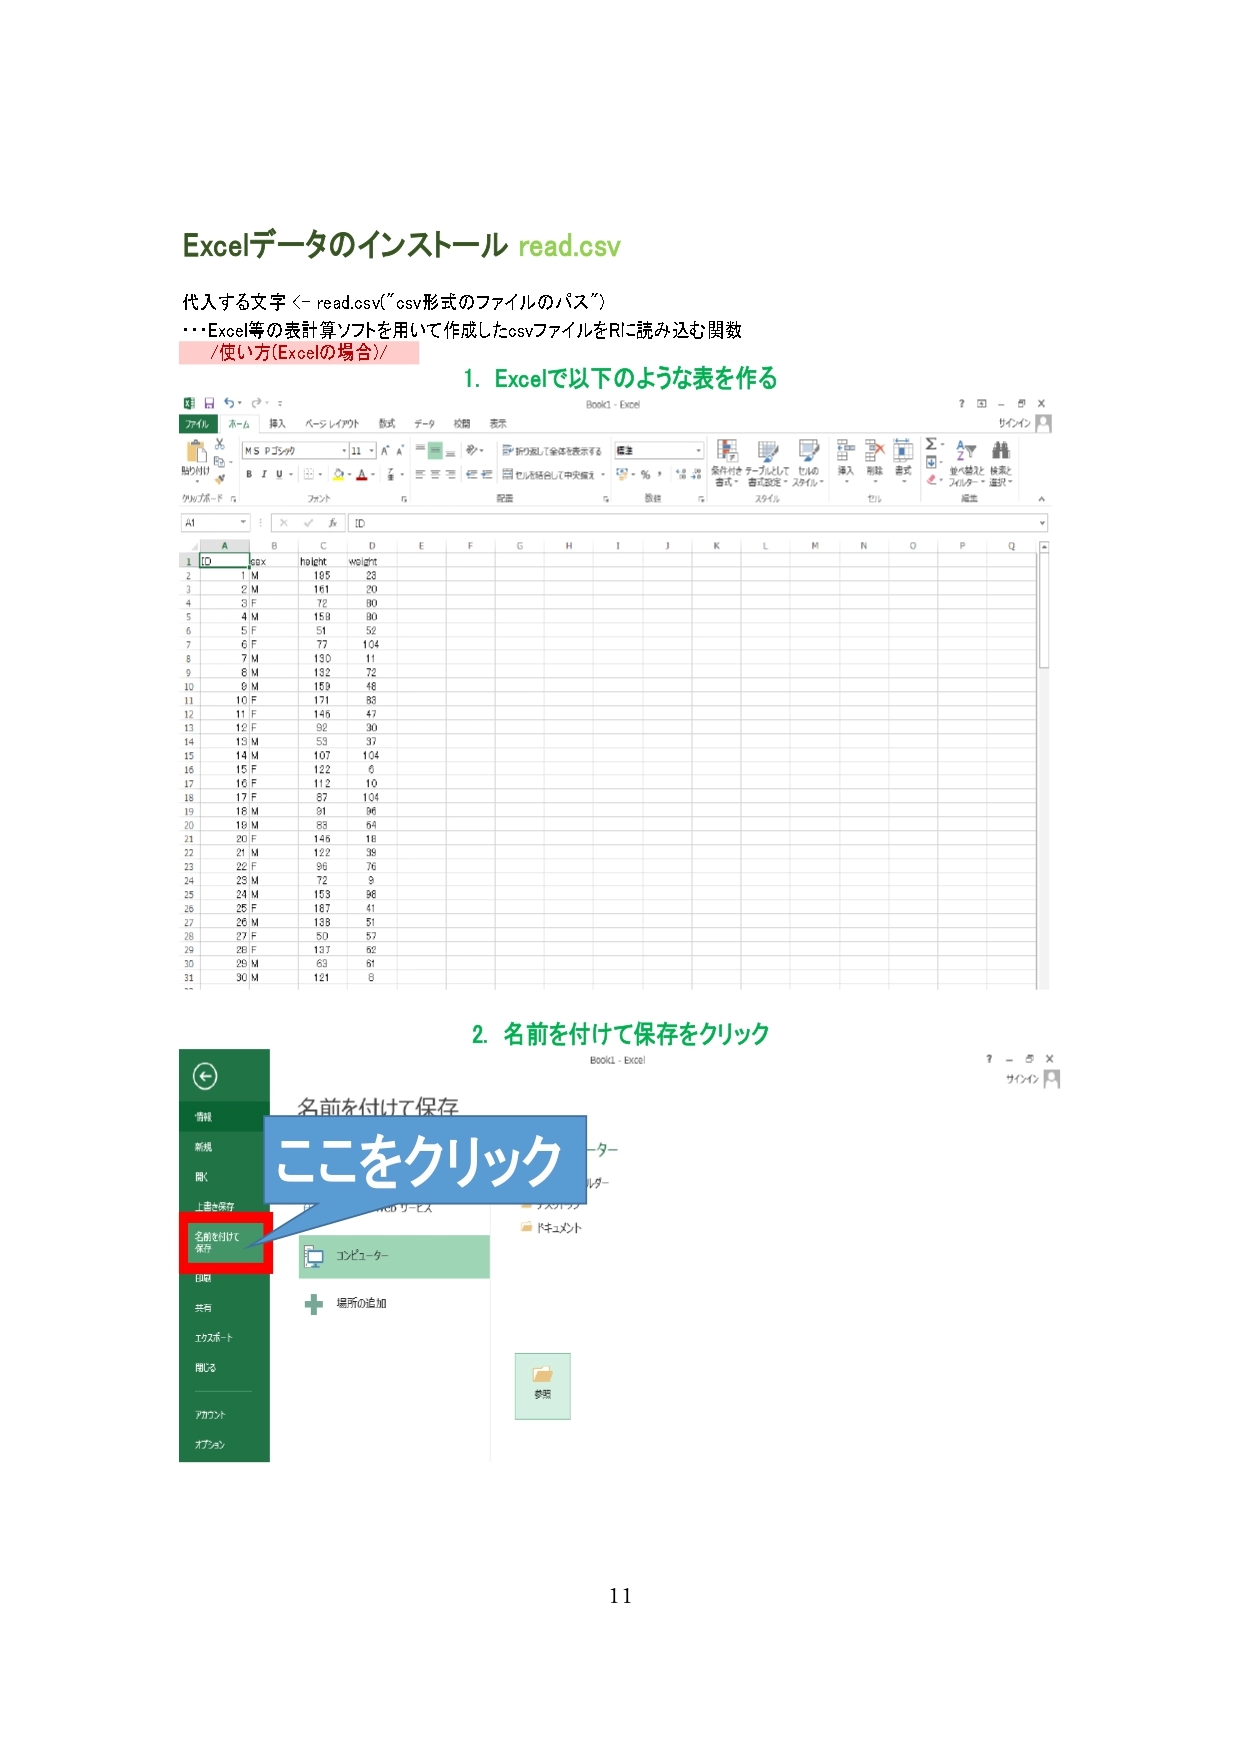 Excelデータのインストール read.csv
代入する文字 <- read.csv("csv形式のファイルのパス")
・・・Excel等の表計算ソフトを用いて作成したcsvファイルをRに読み込む関数
/使い方(Excelの場合)/
1. Excelで以下のような表を作る
Book1 - Excel
ファイル ホーム 挿入 ページ レイアウト 数式 データ 校閲 表示 サインイン
ＭＳ Ｐゴシック 11 折り返して全体を表示する 標準
貼り付け B I U セルを結合して中央揃え % 条件付き書式 テーブルとして書式設定 セルのスタイル 挿入 削除 書式 並べ替えとフィルター 検索と選択
クリップボード フォント 配置 数値 スタイル セル 編集
A1 fx ID
A B C D E F G H I J K L M N O P Q
1 ID sex height weight
2 1 M 195 23
3 2 M 161 20
4 3 F 72 80
5 4 M 158 80
6 5 F 51 52
7 6 F 77 104
8 7 M 130 11
9 8 M 132 72
10 9 M 159 48
11 10 F 171 83
12 11 F 146 47
13 12 F 92 30
14 13 M 53 37
15 14 M 107 104
16 15 F 122 6
17 16 F 112 10
18 17 F 87 104
19 18 M 91 96
20 19 M 83 64
21 20 F 146 18
22 21 M 122 39
23 22 F 96 76
24 23 M 72 9
25 24 M 153 98
26 25 F 187 41
27 26 M 138 51
28 27 F 50 57
29 28 F 137 62
30 29 M 63 61
31 30 M 121 8
2. 名前を付けて保存をクリック
Book1 - Excel
サインイン
名前を付けて保存
情報
ここをクリック
ーター
新規
開く
ルダー
上書き保存
サービス
名前を付けて
保存
ドキュメント
コンピューター
印刷
共有
場所の追加
エクスポート
閉じる
参照
アカウント
オプション
11